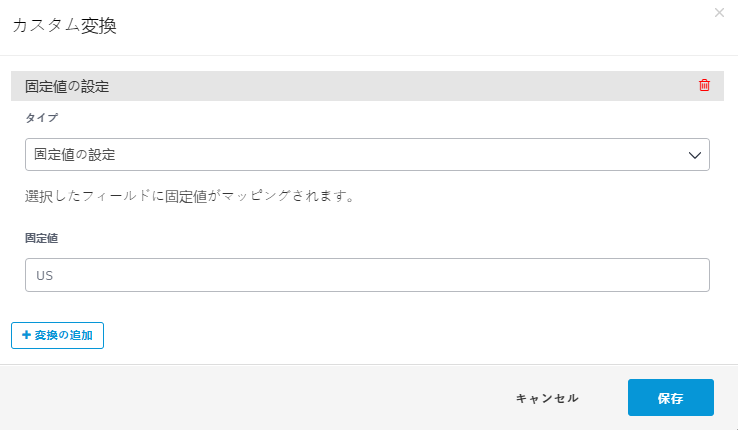 カスタム変換
固定値の設定
タイプ
固定値の設定
選択したフィールドに固定値がマッピングされます。
固定値
US
+ 変換の追加
キャンセル 保存